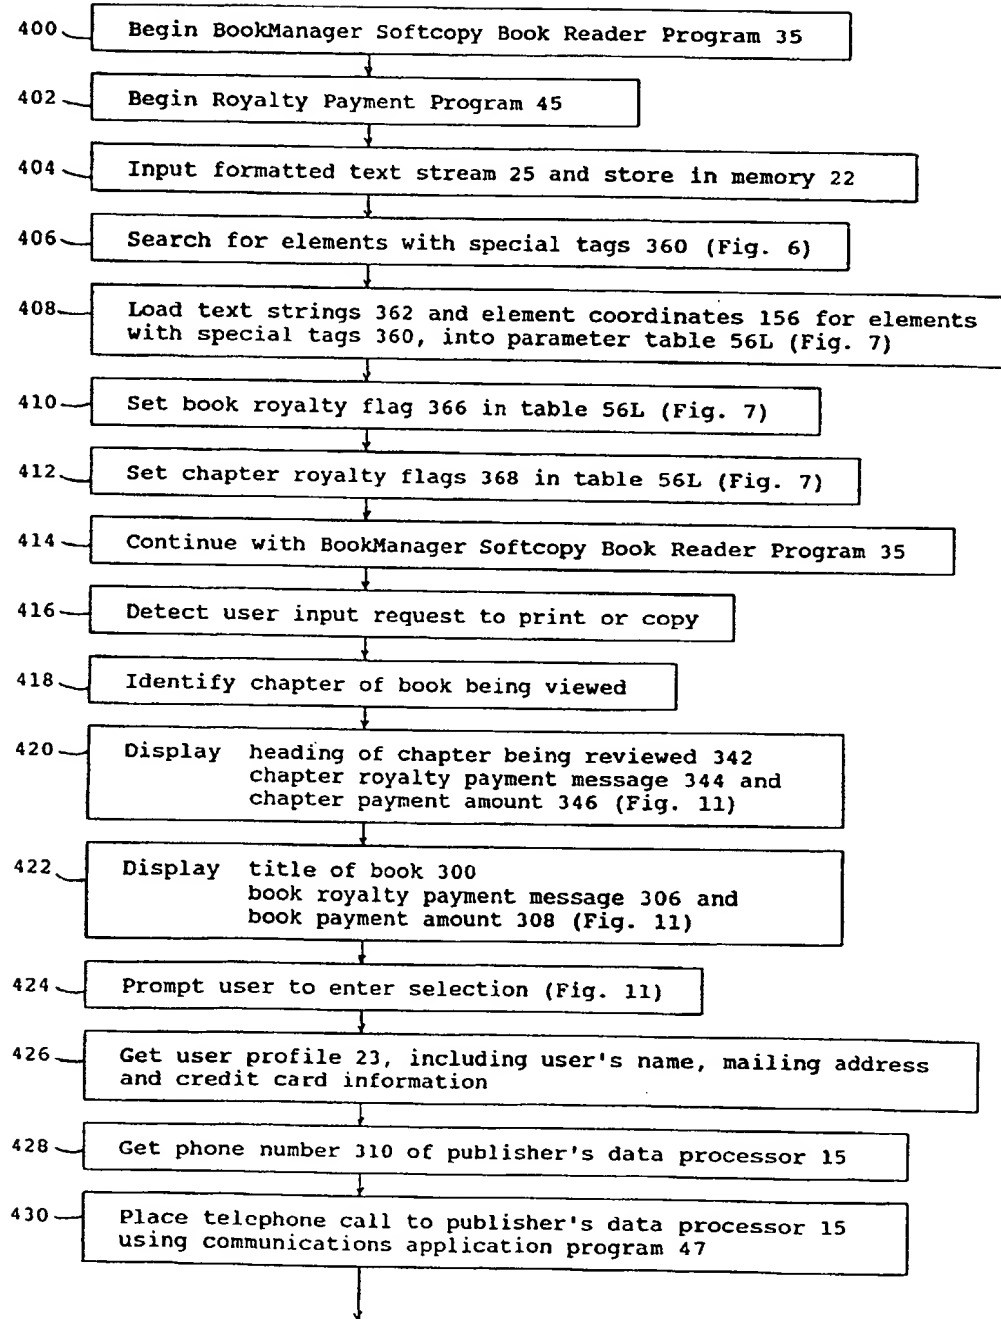 400 Begin BookManager Softcopy Book Reader Program 35
402 Begin Royalty Payment Program 45
404 Input formatted text stream 25 and store in memory 22
406 Search for elements with special tags 360 (Fig. 6)
408 Load text strings 362 and element coordinates 156 for elements
with special tags 360, into parameter table 56L (Fig. 7)
410 Set book royalty flag 366 in table 56L (Fig. 7)
412 Set chapter royalty flags 368 in table 56L (Fig. 7)
414 Continue with BookManager Softcopy Book Reader Program 35
416 Detect user input request to print or copy
418 Identify chapter of book being viewed
420 Display heading of chapter being reviewed 342
chapter royalty payment message 344 and
chapter payment amount 346 (Fig. 11)
422 Display title of book 300
book royalty payment message 306 and
book payment amount 308 (Fig. 11)
424 Prompt user to enter selection (Fig. 11)
426 Get user profile 23, including user's name, mailing address
and credit card information
428 Get phone number 310 of publisher's data processor 15
430 Place telephone call to publisher's data processor 15
using communications application program 47